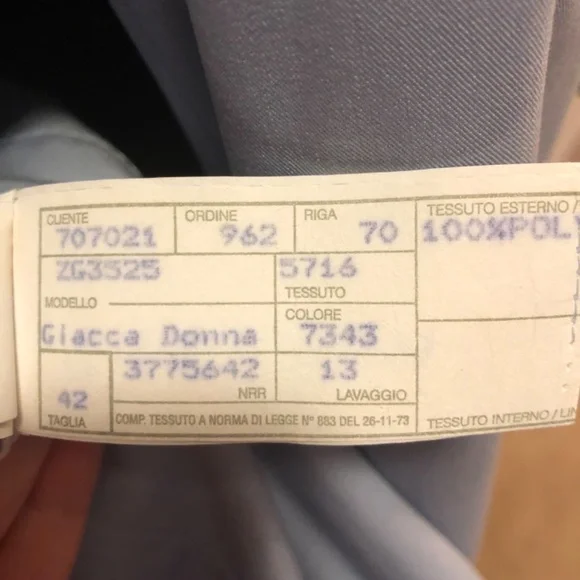 CLIENTE ORDINE RIGA TESSUTO ESTERNO /
707021 962 70 100%POLY
ZG3525 5716
MODELLO TESSUTO
COLORE
Giacca Donna 7343
3775642 13
42 NRR LAVAGGIO
TAGLIA COMP. TESSUTO A NORMA DI LEGGE N° 883 DEL 26-11-73 TESSUTO INTERNO / LIN